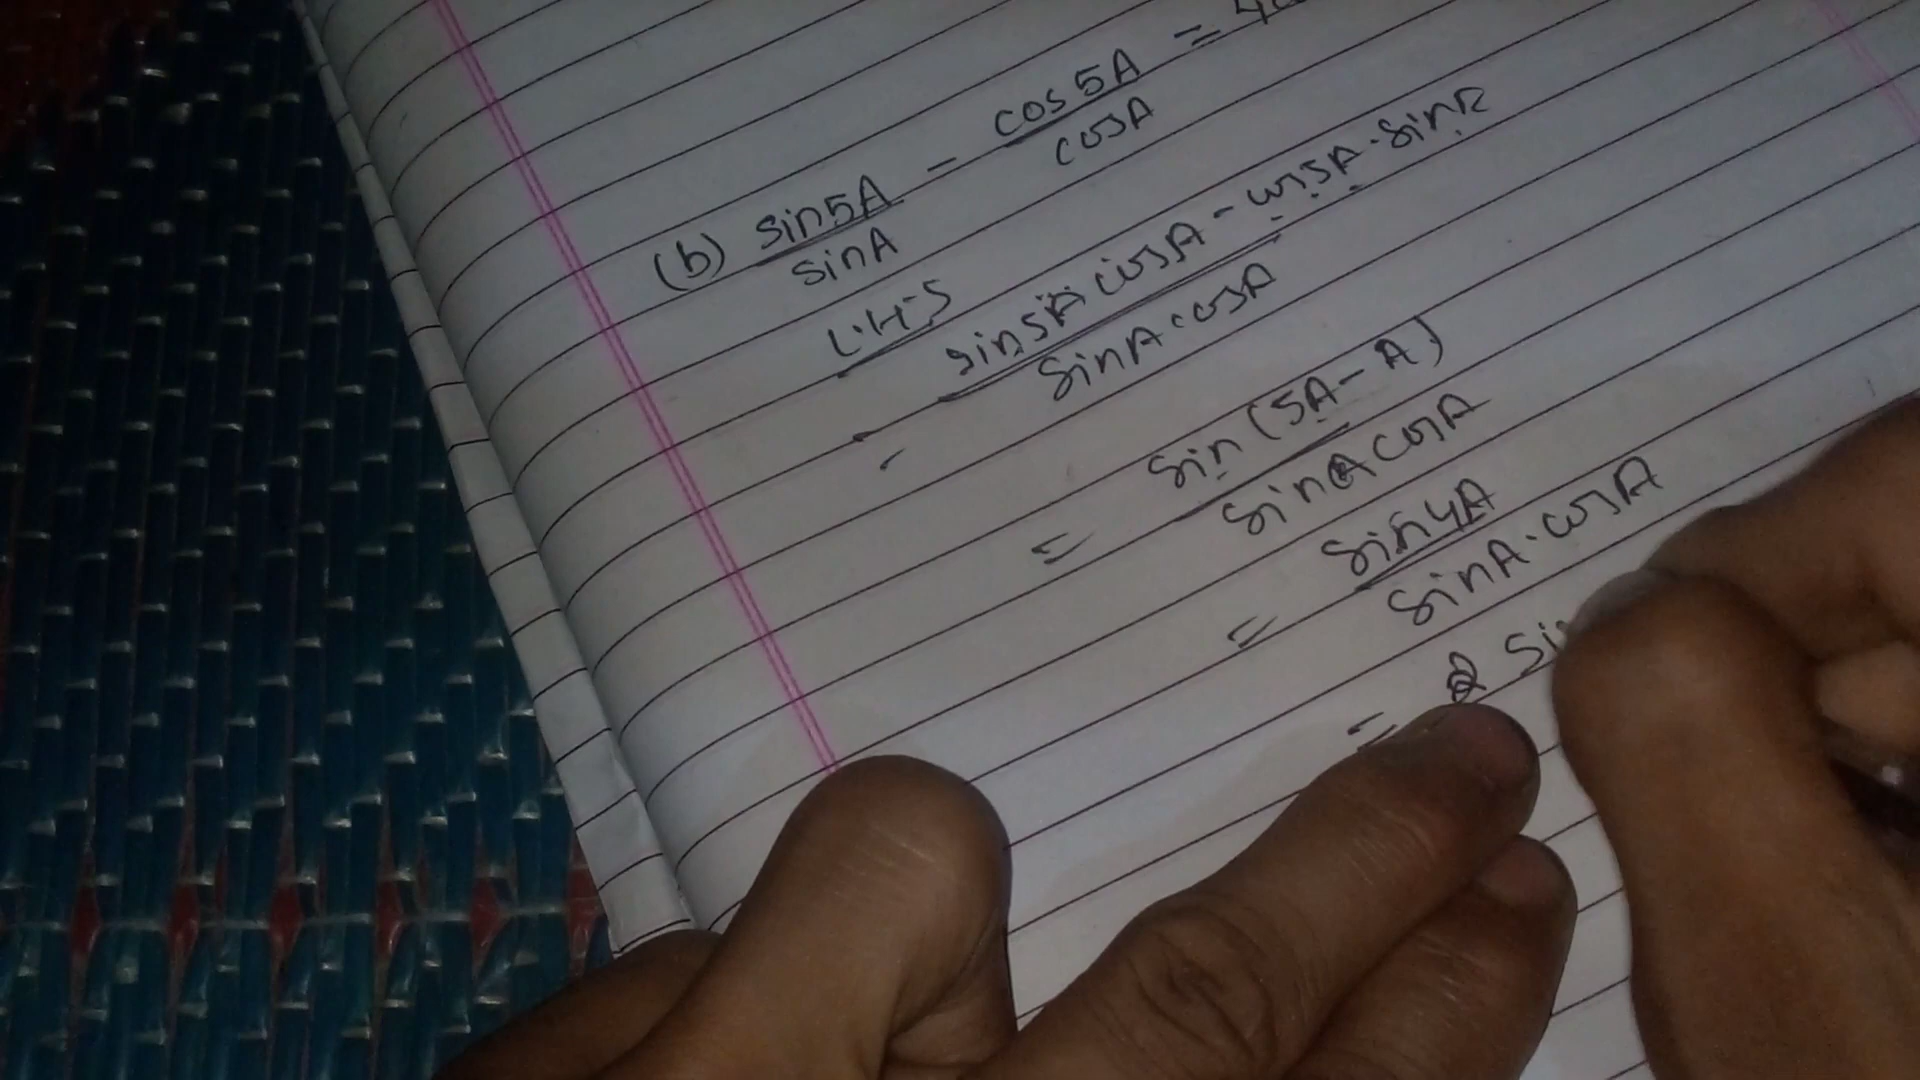 (b) sin5A/sinA - cos5A/cosA = 4
L.H.S
= sin5A cosA - cos5A.sinA / sinA.cosA
= sin(5A-A) / sinA cosA
= sin4A / sinA.cosA
= 2